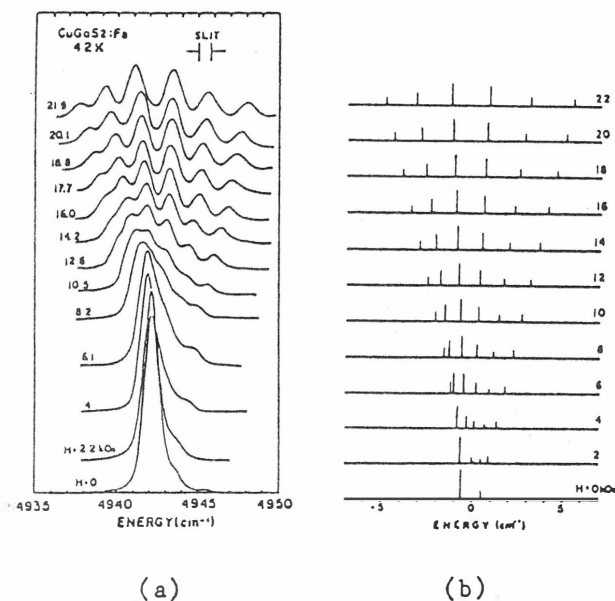 CuGaS2:Fe
4.2 K
SLIT
21.9
20.1
18.8
17.7
16.0
14.2
12.6
10.5
8.2
6.1
4
H=2.2 kOe
H=0
4935 4940 4945 4950
ENERGY(cm⁻¹)
(a)
22
20
18
16
14
12
10
8
6
4
2
H=0 kOe
-5 0 5
ENERGY (cm⁻¹)
(b)